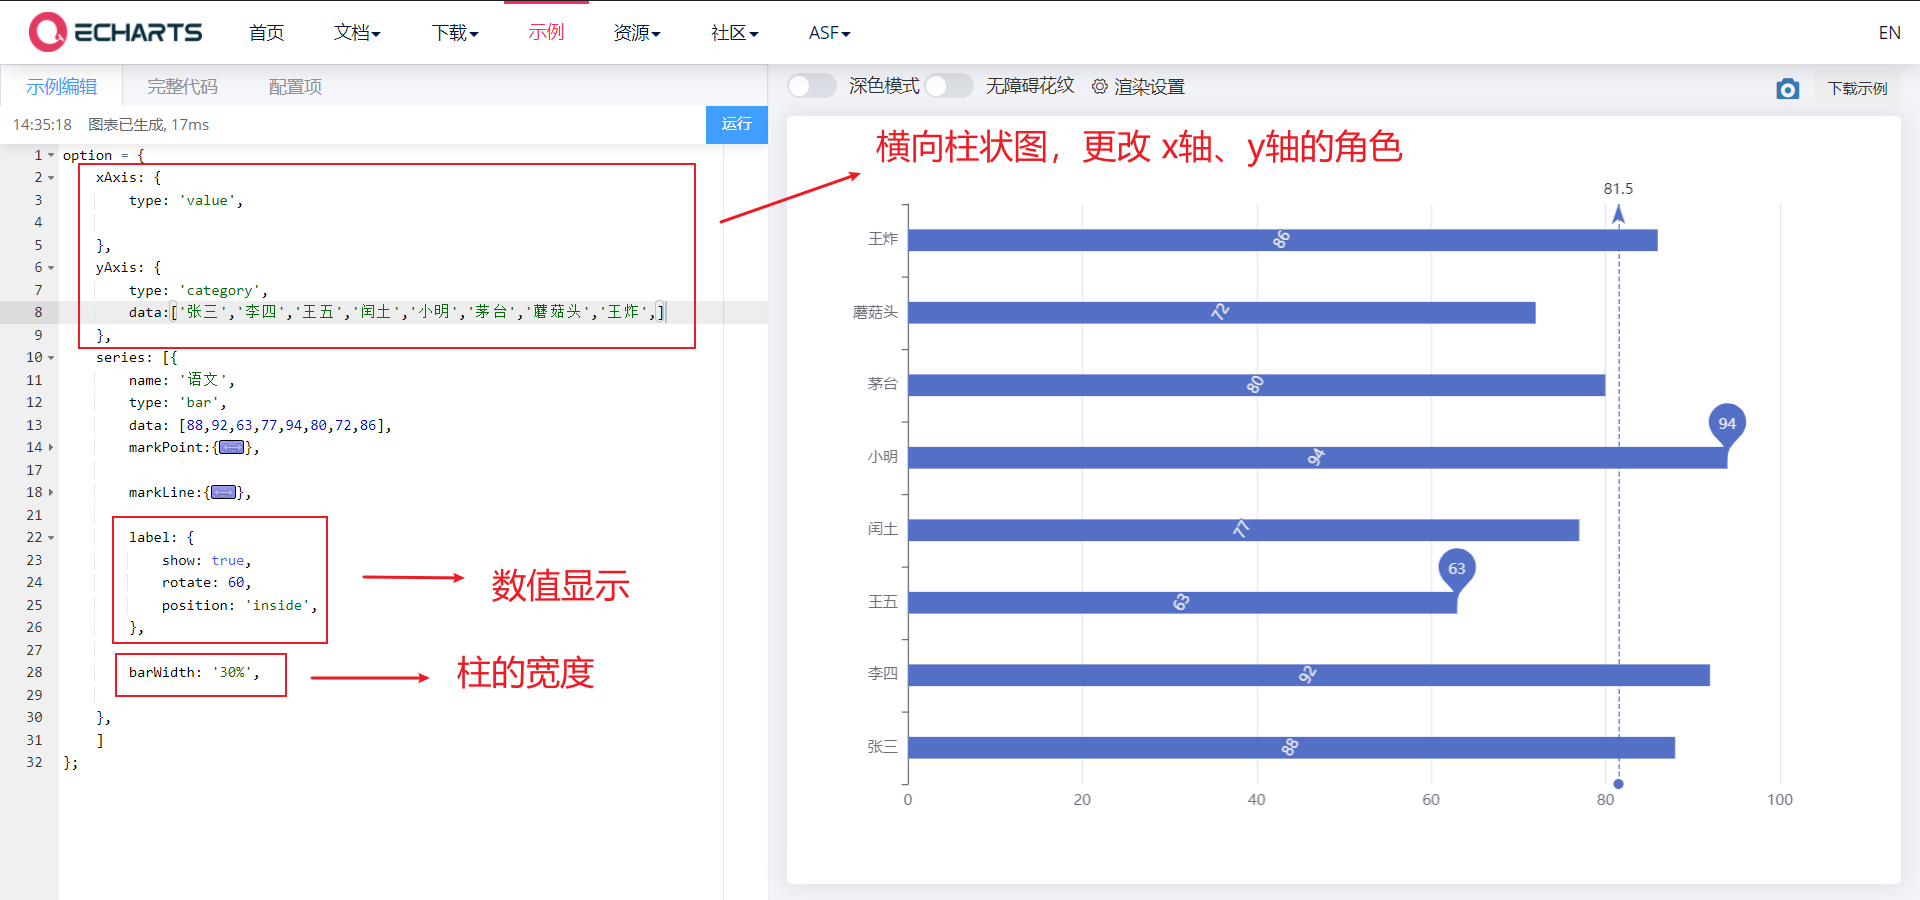 ECHARTS 首页 文档 下载 示例 资源 社区 ASF EN
示例编辑 完整代码 配置项
深色模式 无障碍花纹 渲染设置 下载示例
14:35:18 图表已生成, 17ms 运行
1 option = {
2 xAxis: {
3 type: 'value',
4
5 },
6 yAxis: {
7 type: 'category',
8 data:['张三','李四','王五','闰土','小明','茅台','蘑菇头','王炸',]
9 },
10 series: [{
11 name: '语文',
12 type: 'bar',
13 data: [88,92,63,77,94,80,72,86],
14 markPoint:{},
17
18 markLine:{},
21
22 label: {
23 show: true,
24 rotate: 60,
25 position: 'inside',
26 },
27
28 barWidth: '30%',
29
30 },
31 ]
32 };
数值显示
柱的宽度
横向柱状图，更改 x轴、y轴的角色
81.5
王炸 86
蘑菇头 72
茅台 80
94
小明 94
闰土 77
63
王五 63
李四 92
张三 88
0 20 40 60 80 100